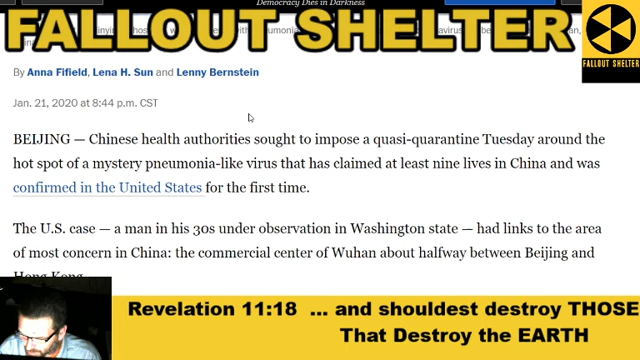 Democracy Dies in Darkness
FALLOUT SHELTER
FALLOUT SHELTER
By Anna Fifield, Lena H. Sun and Lenny Bernstein
Jan. 21, 2020 at 8:44 p.m. CST
BEIJING — Chinese health authorities sought to impose a quasi-quarantine Tuesday around the
hot spot of a mystery pneumonia-like virus that has claimed at least nine lives in China and was
confirmed in the United States for the first time.
The U.S. case — a man in his 30s under observation in Washington state — had links to the area
of most concern in China: the commercial center of Wuhan about halfway between Beijing and
Hong Kong.
Revelation 11:18 ... and shouldest destroy THOSE
That Destroy the EARTH